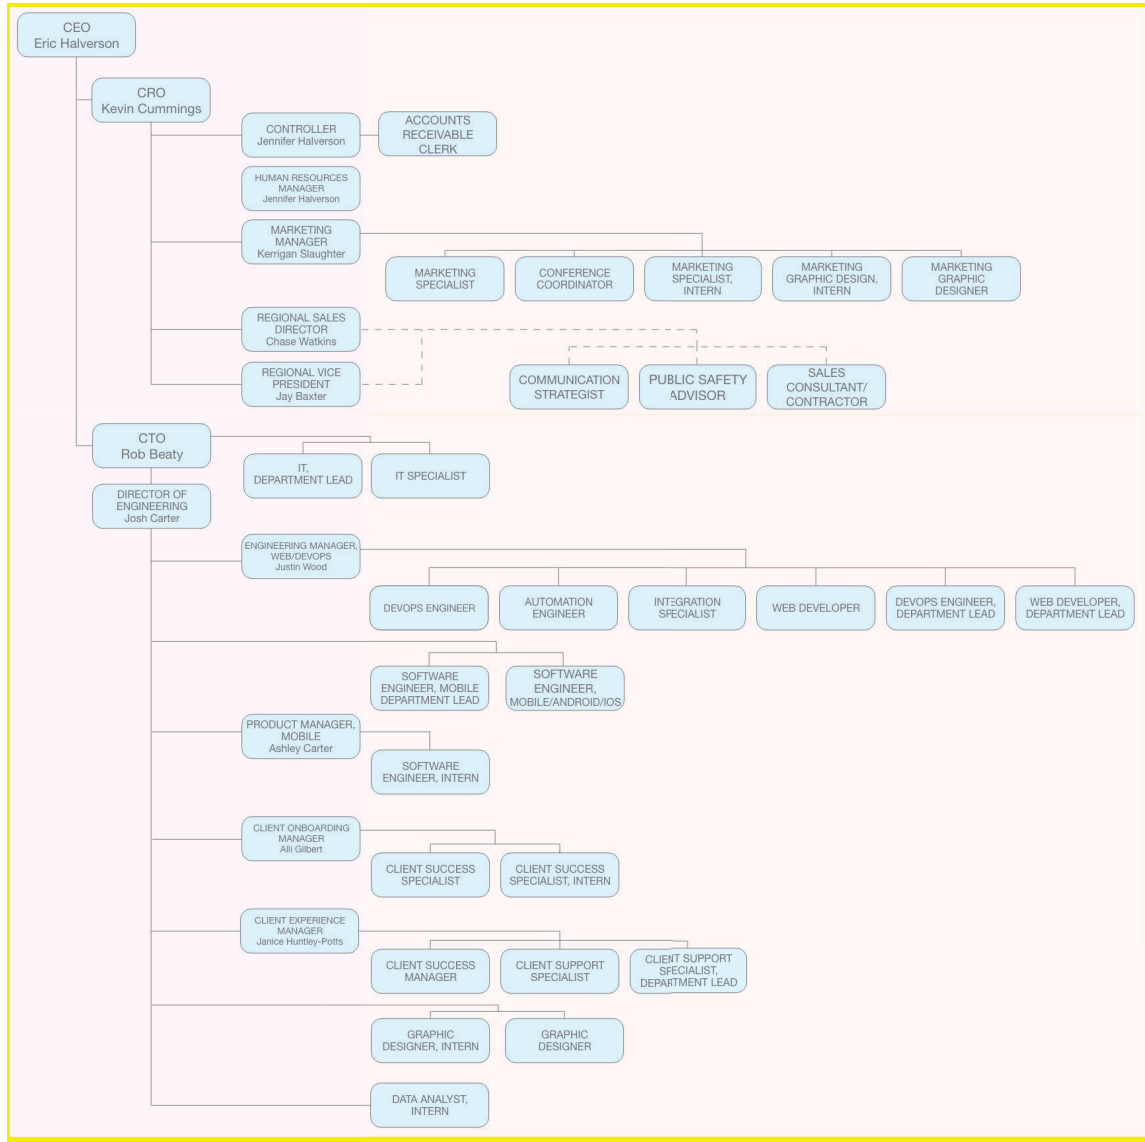 CEO
Eric Halverson
CRO
Kevin Cummings
CONTROLLER
Jennifer Halverson
ACCOUNTS
RECEIVABLE
CLERK
HUMAN RESOURCES
MANAGER
Jennifer Halverson
MARKETING
MANAGER
Kerrigan Slaughter
MARKETING
SPECIALIST
CONFERENCE
COORDINATOR
MARKETING
SPECIALIST,
INTERN
MARKETING
GRAPHIC DESIGN,
INTERN
MARKETING
GRAPHIC
DESIGNER
REGIONAL SALES
DIRECTOR
Chase Watkins
REGIONAL VICE
PRESIDENT
Jay Baxter
COMMUNICATION
STRATEGIST
PUBLIC SAFETY
ADVISOR
SALES
CONSULTANT/
CONTRACTOR
CTO
Rob Beaty
IT,
DEPARTMENT LEAD
IT SPECIALIST
DIRECTOR OF
ENGINEERING
Josh Carter
ENGINEERING MANAGER,
WEB/DEVOPS
Justin Wood
DEVOPS ENGINEER
AUTOMATION
ENGINEER
INTEGRATION
SPECIALIST
WEB DEVELOPER
DEVOPS ENGINEER,
DEPARTMENT LEAD
WEB DEVELOPER,
DEPARTMENT LEAD
SOFTWARE
ENGINEER, MOBILE
DEPARTMENT LEAD
SOFTWARE
ENGINEER,
MOBILE/ANDROID/IOS
PRODUCT MANAGER,
MOBILE
Ashley Carter
SOFTWARE
ENGINEER, INTERN
CLIENT ONBOARDING
MANAGER
Alli Gilbert
CLIENT SUCCESS
SPECIALIST
CLIENT SUCCESS
SPECIALIST, INTERN
CLIENT EXPERIENCE
MANAGER
Janice Huntley-Potts
CLIENT SUCCESS
MANAGER
CLIENT SUPPORT
SPECIALIST
CLIENT SUPPORT
SPECIALIST,
DEPARTMENT LEAD
GRAPHIC
DESIGNER, INTERN
GRAPHIC
DESIGNER
DATA ANALYST,
INTERN